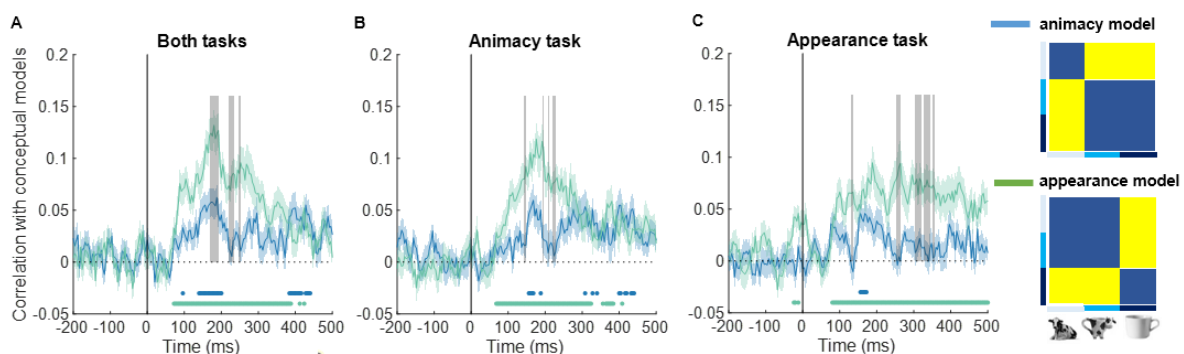 A
Both tasks
Correlation with conceptual models
0.2
0.15
0.1
0.05
0
-0.05
-200 -100 0 100 200 300 400 500
Time (ms)
B
Animacy task
0.2
0.15
0.1
0.05
0
-0.05
-200 -100 0 100 200 300 400 500
Time (ms)
C
Appearance task
0.2
0.15
0.1
0.05
0
-0.05
-200 -100 0 100 200 300 400 500
Time (ms)
animacy model
appearance model